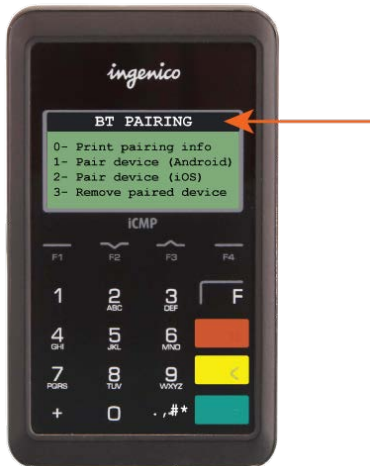 ingenico
BT PAIRING
0- Print pairing info
1- Pair device (Android)
2- Pair device (iOS)
3- Remove paired device
iCMP
F1 F2 F3 F4
1 2 ABC 3 DEF F
4 GHI 5 JKL 6 MNO
7 PQRS 8 TUV 9 WXYZ <
+ 0 .,#*